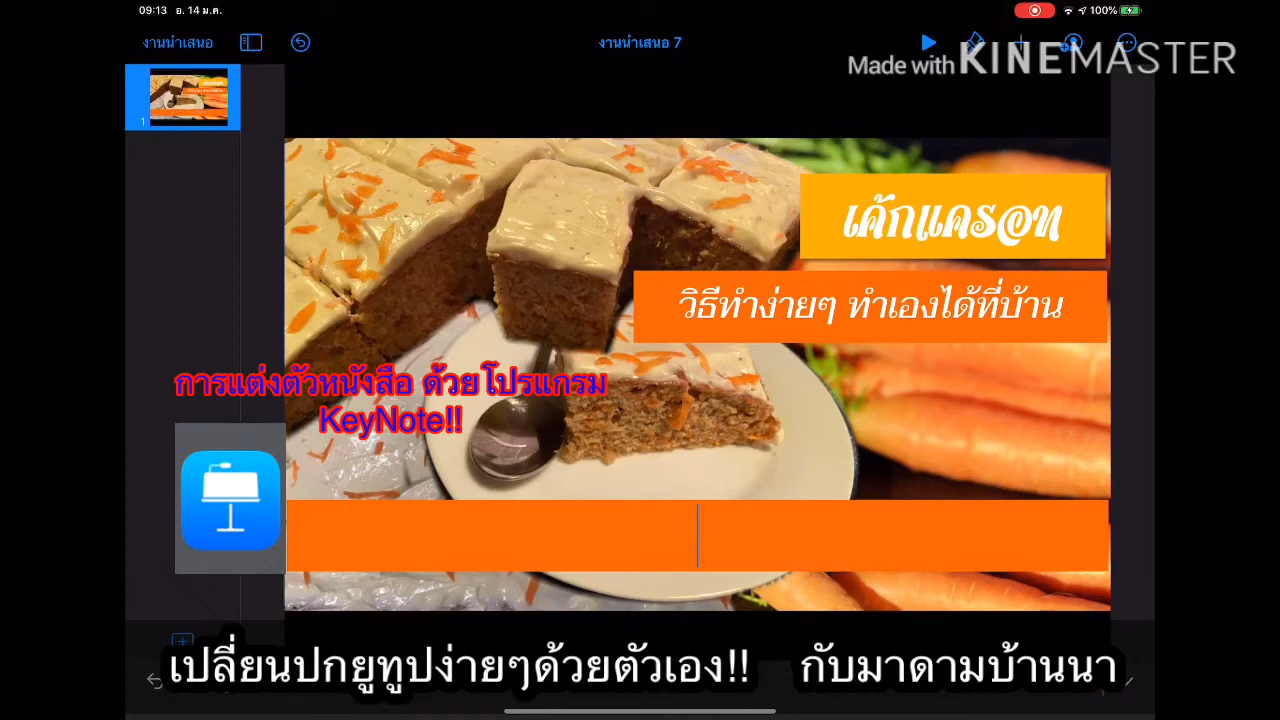 09:13 อ. 14 ม.ค.
100%
งานนำเสนอ
งานนำเสนอ 7
Made with KINEMASTER
1
เค้กแครอท
วิธีทำง่ายๆ ทำเองได้ที่บ้าน
การแต่งตัวหนังสือ ด้วยโปรแกรม
KeyNote!!
เปลี่ยนปกยูทูปง่ายๆด้วยตัวเอง!! กับมาดามบ้านนา